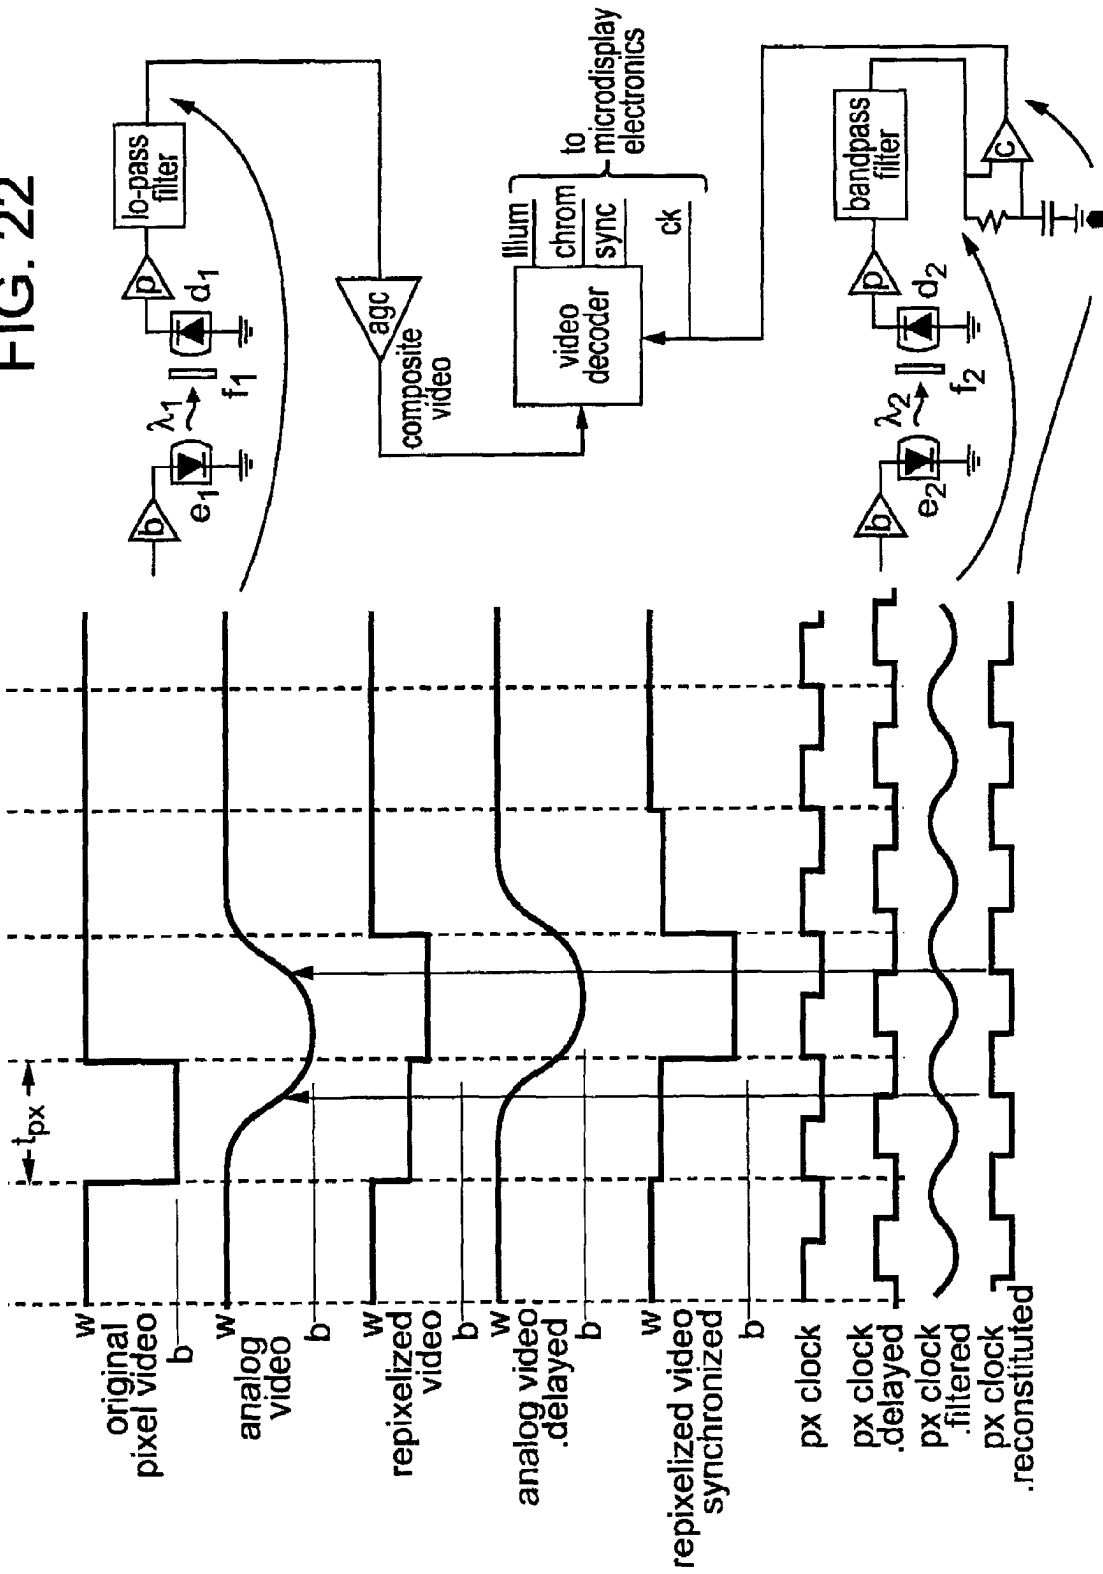 FIG. 22
t_px
w
original
pixel video
b
w
analog
video
b
w
repixelized
video
b
w
analog video
.delayed
b
w
repixelized video
synchronized
b
px clock
px clock
.delayed
px clock
.filtered
px clock
.reconstituted
b
e₁
λ₁
f₁
d₁
p
lo-pass
filter
agc
composite
video
video
decoder
Illum
chrom
sync
ck
to
microdisplay
electronics
b
e₂
λ₂
f₂
d₂
p
bandpass
filter
c